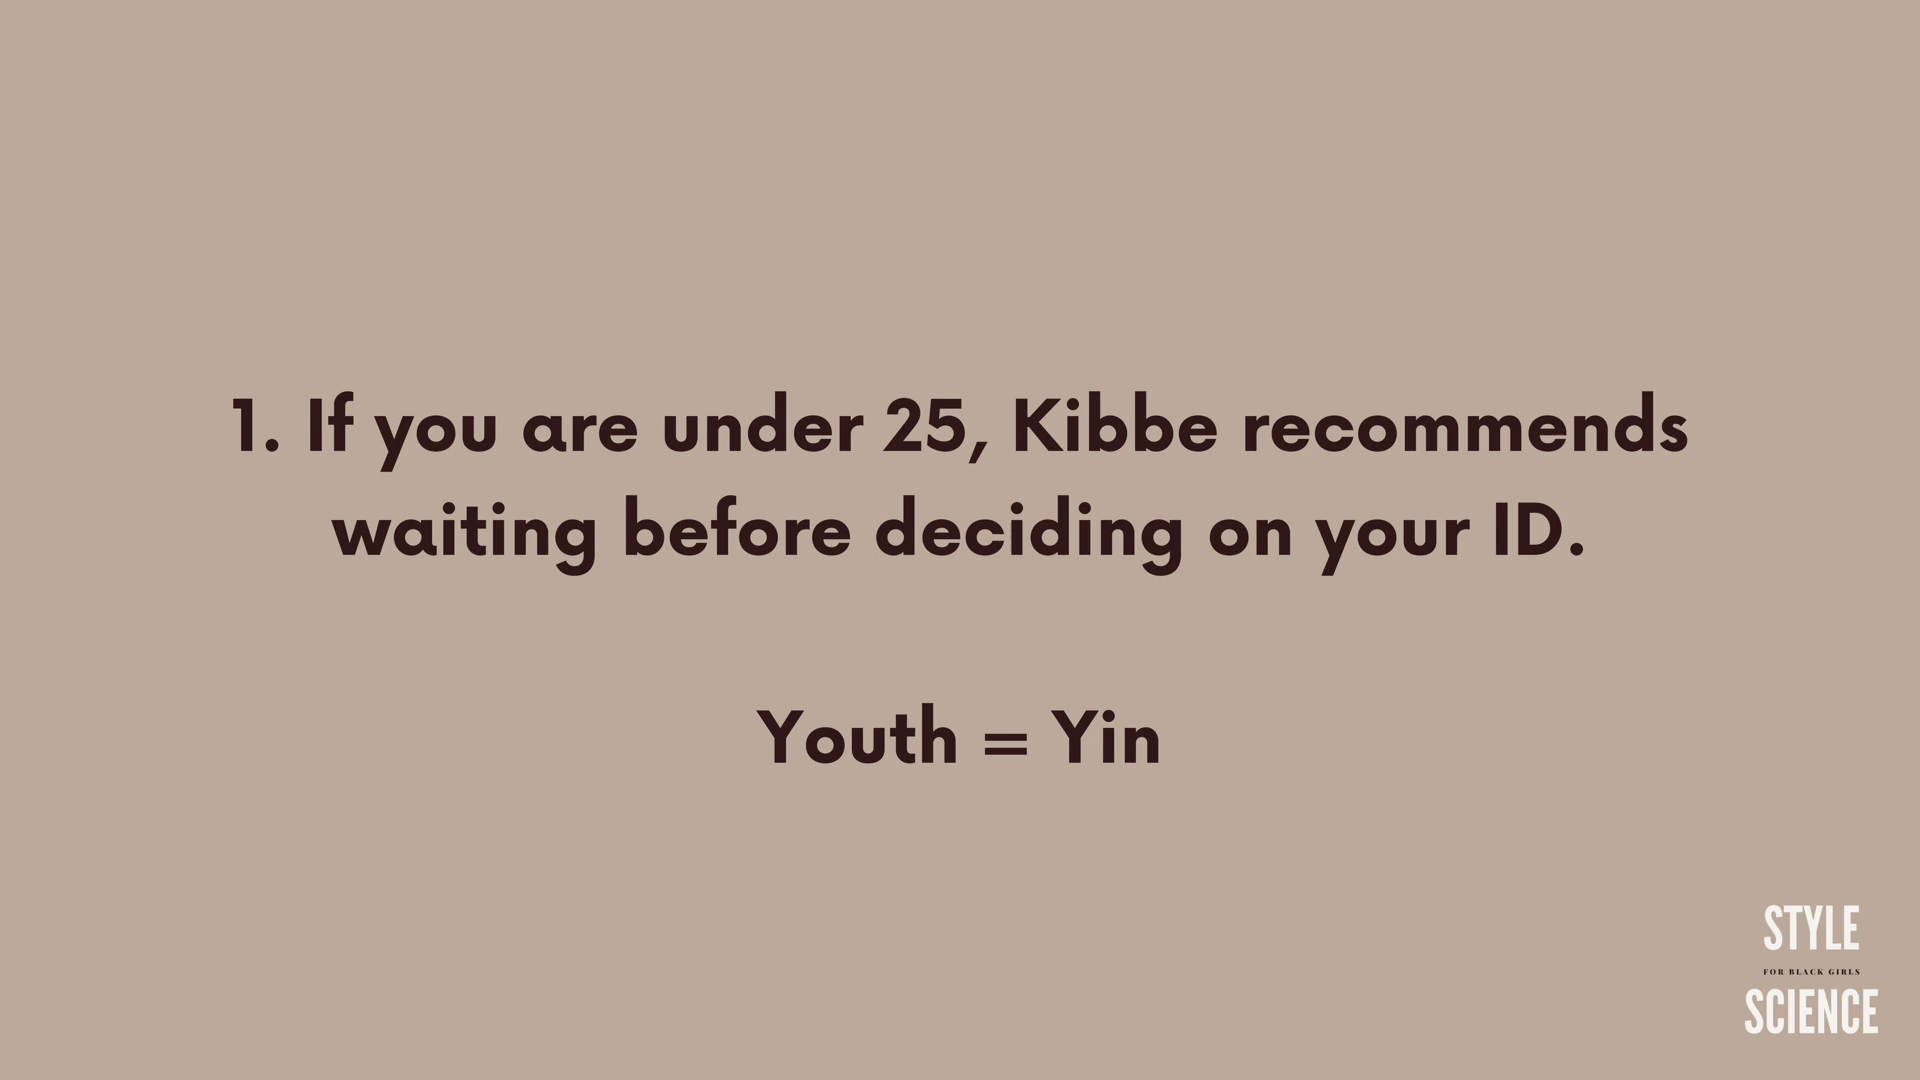 1. If you are under 25, Kibbe recommends
waiting before deciding on your ID.
Youth = Yin
STYLE
FOR BLACK GIRLS
SCIENCE